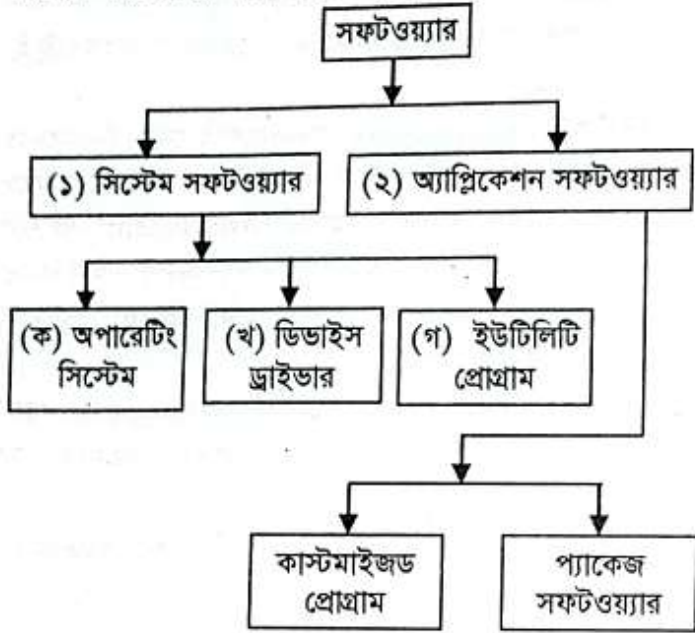 সফটওয়্যার
(১) সিস্টেম সফটওয়্যার
(২) অ্যাপ্লিকেশন সফটওয়্যার
(ক) অপারেটিং
সিস্টেম
(খ) ডিভাইস
ড্রাইভার
(গ) ইউটিলিটি
প্রোগ্রাম
কাস্টমাইজড
প্রোগ্রাম
প্যাকেজ
সফটওয়্যার